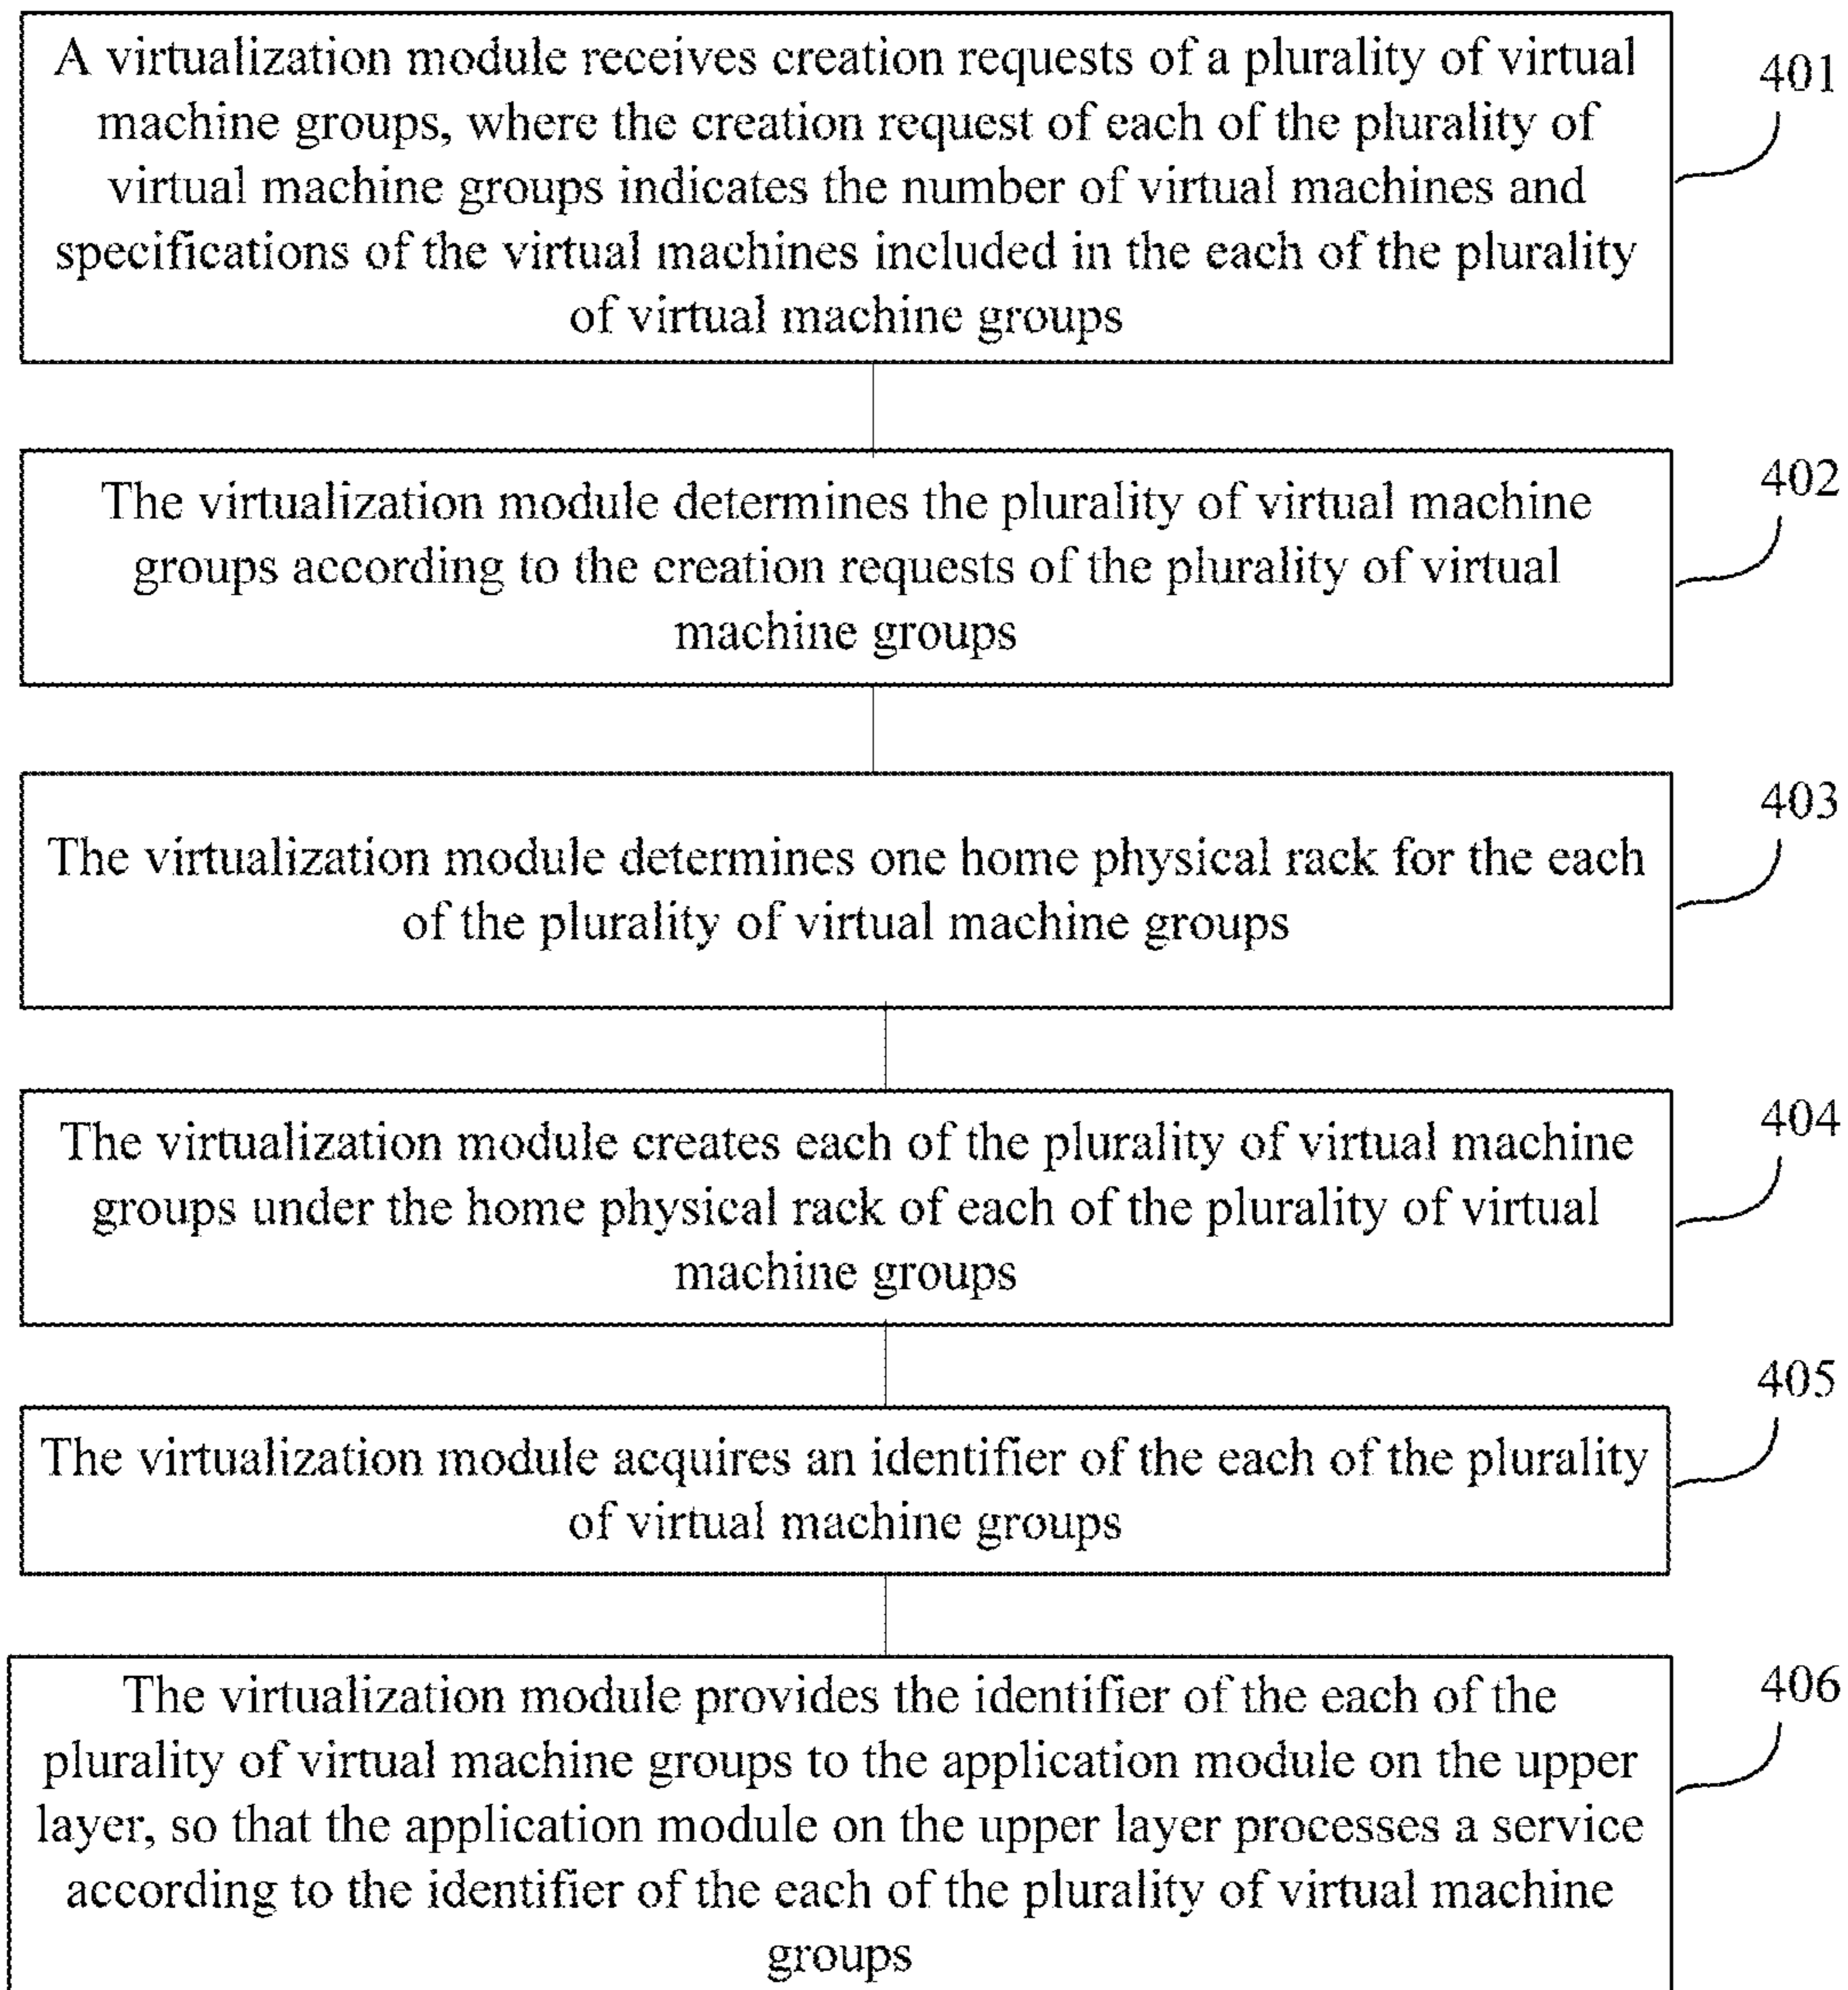 A virtualization module receives creation requests of a plurality of virtual
machine groups, where the creation request of each of the plurality of
virtual machine groups indicates the number of virtual machines and
specifications of the virtual machines included in the each of the plurality
of virtual machine groups
401
The virtualization module determines the plurality of virtual machine
groups according to the creation requests of the plurality of virtual
machine groups
402
The virtualization module determines one home physical rack for the each
of the plurality of virtual machine groups
403
The virtualization module creates each of the plurality of virtual machine
groups under the home physical rack of each of the plurality of virtual
machine groups
404
The virtualization module acquires an identifier of the each of the plurality
of virtual machine groups
405
The virtualization module provides the identifier of the each of the
plurality of virtual machine groups to the application module on the upper
layer, so that the application module on the upper layer processes a service
according to the identifier of the each of the plurality of virtual machine
groups
406